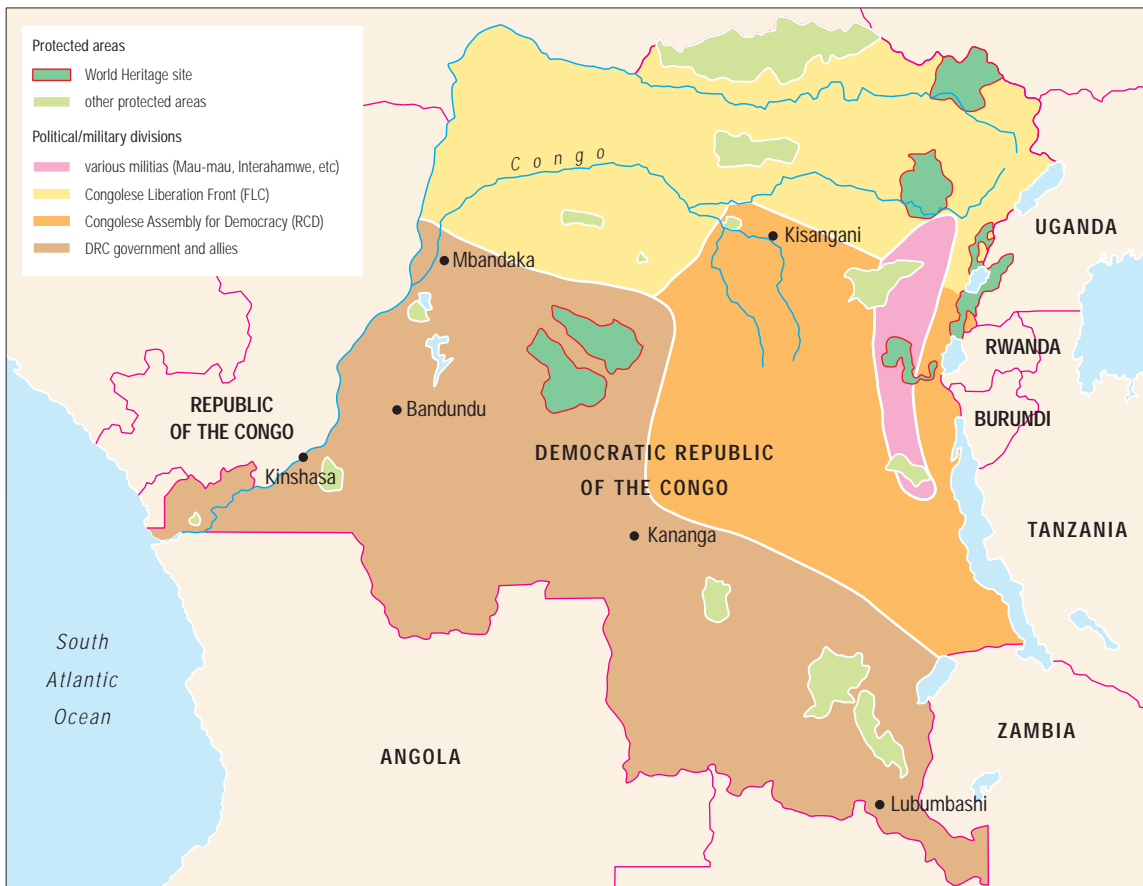 Protected areas
World Heritage site
other protected areas
Political/military divisions
various militias (Mau-mau, Interahamwe, etc)
Congolese Liberation Front (FLC)
Congolese Assembly for Democracy (RCD)
DRC government and allies
Congo
Kisangani
UGANDA
Mbandaka
RWANDA
REPUBLIC
OF THE CONGO
Bandundu
BURUNDI
DEMOCRATIC REPUBLIC
OF THE CONGO
Kinshasa
Kananga
TANZANIA
South
Atlantic
Ocean
ANGOLA
ZAMBIA
Lubumbashi